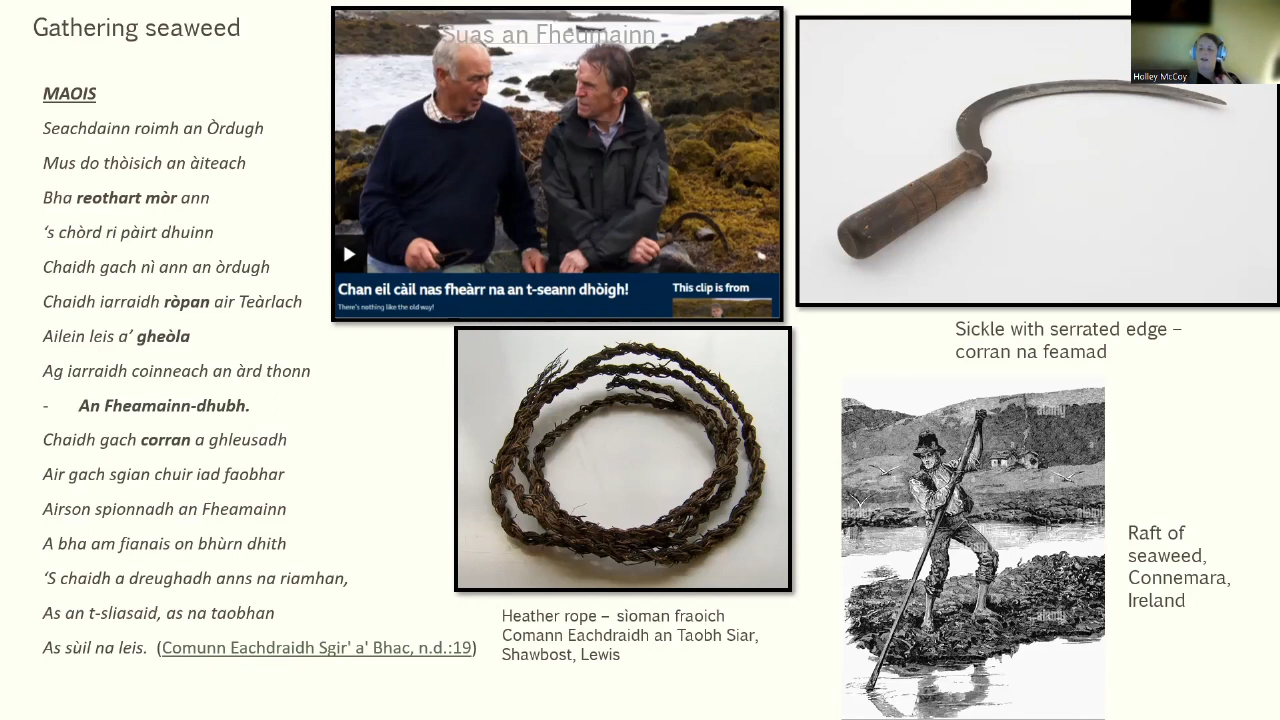 Gathering seaweed
MAOIS
Seachdainn roimh an Òrdugh
Mus do thòisich an àiteach
Bha reothart mòr ann
‘s chòrd ri pàirt dhuinn
Chaidh gach nì ann an òrdugh
Chaidh iarraidh ròpan air Teàrlach
Ailein leis a’ gheòla
Ag iarraidh coinneach an àrd thonn
- An Fheamainn-dhubh.
Chaidh gach corran a ghleusadh
Air gach sgian chuir iad faobhar
Airson spionnadh an Fheamainn
A bha am fianais on bhùrn dhith
‘S chaidh a dreughadh anns na riamhan,
As an t-sliasaid, as na taobhan
As sùil na leis. (Comunn Eachdraidh Sgir' a' Bhac, n.d.:19)
Suas an Fheamainn
Chan eil càil nas fheàrr na an t-seann dhòigh!
There's nothing like the old way!
This clip is from
Heather rope – sìoman fraoich
Comann Eachdraidh an Taobh Siar,
Shawbost, Lewis
Holley McCoy
Sickle with serrated edge –
corran na feamad
alamy
alamy
alamy
Raft of
seaweed,
Connemara,
Ireland